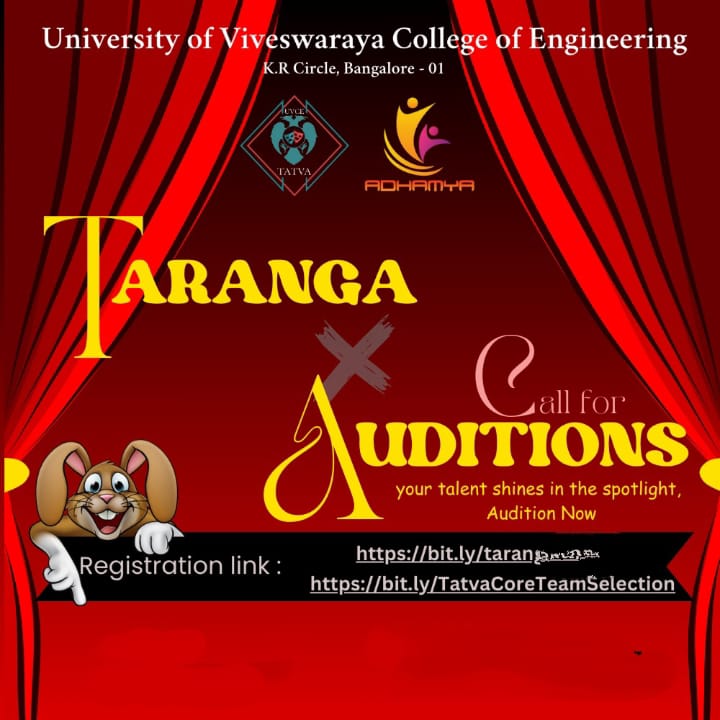 University of Viveswaraya College of Engineering
K.R Circle, Bangalore - 01
UVCE
TATVA
ADHAMYA
TARANGA
X
Call for
AUDITIONS
your talent shines in the spotlight,
Audition Now
Registration link :
https://bit.ly/TatvaCoreTeamSelection